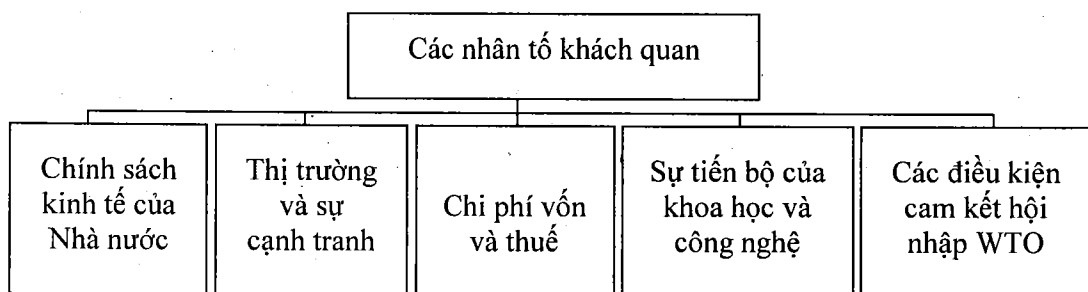 Các nhân tố khách quan
Chính sách
kinh tế của
Nhà nước
Thị trường
và sự
cạnh tranh
Chi phí vốn
và thuế
Sự tiến bộ của
khoa học và
công nghệ
Các điều kiện
cam kết hội
nhập WTO